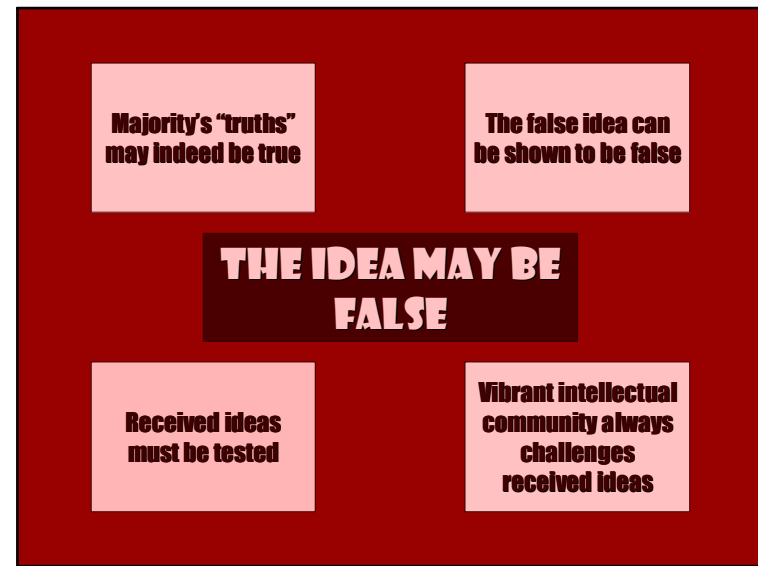 Majority's “truths”
may indeed be true
The false idea can
be shown to be false
THE IDEA MAY BE
FALSE
Received ideas
must be tested
Vibrant intellectual
community always
challenges
received ideas